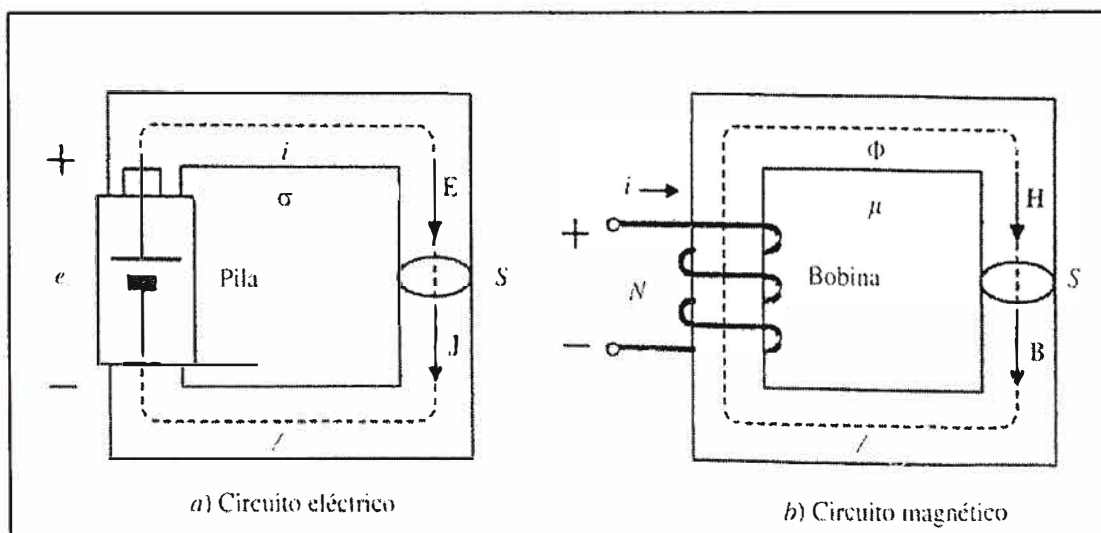 +
i
E
σ
e
Pila
S
J
−
l
a) Circuito eléctrico
Φ
i
H
μ
+
N
Bobina
S
−
B
l
b) Circuito magnético